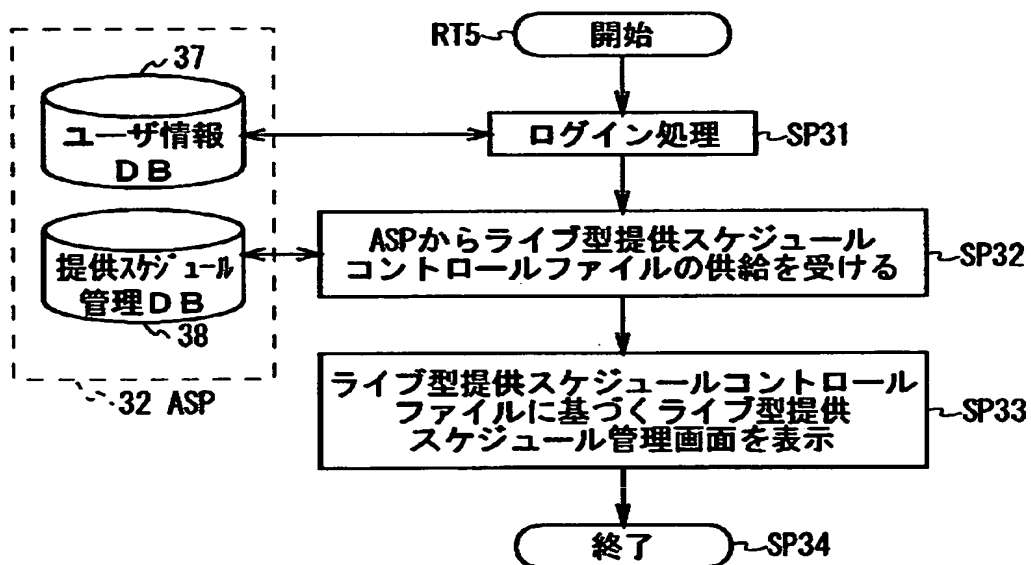 RT5
開始
37
ユーザ情報
DB
ログイン処理
SP31
提供スケジュール
管理DB
38
ASPからライブ型提供スケジュール
コントロールファイルの供給を受ける
SP32
32 ASP
ライブ型提供スケジュールコントロール
ファイルに基づくライブ型提供
スケジュール管理画面を表示
SP33
終了
SP34